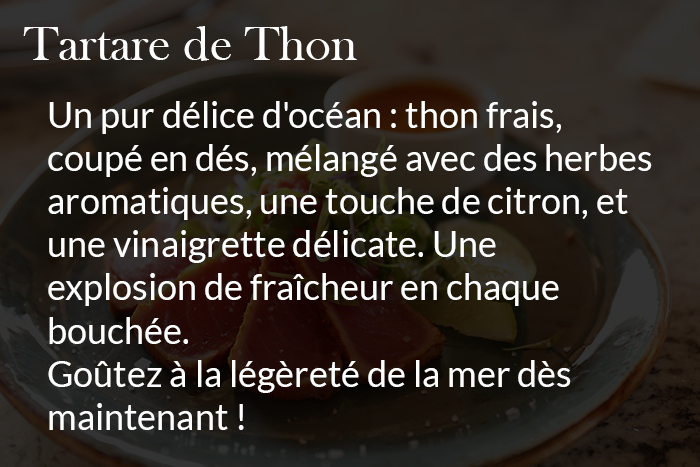 Tartare de Thon
Un pur délice d'océan : thon frais,
coupé en dés, mélangé avec des herbes
aromatiques, une touche de citron, et
une vinaigrette délicate. Une
explosion de fraîcheur en chaque
bouchée.
Goûtez à la légèreté de la mer dès
maintenant !